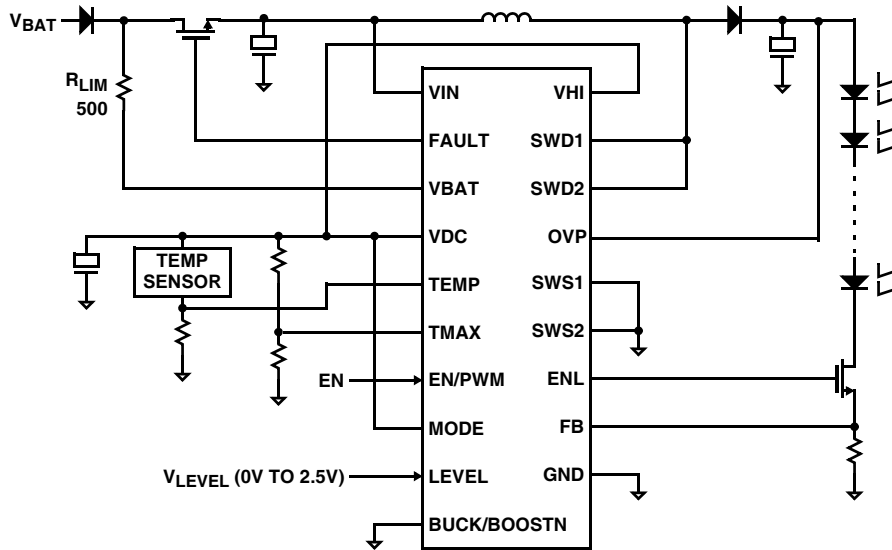 VBAT
RLIM
500
VIN
VHI
FAULT
SWD1
VBAT
SWD2
VDC
OVP
TEMP
SENSOR
TEMP
SWS1
TMAX
SWS2
EN
EN/PWM
ENL
MODE
FB
VLEVEL (0V TO 2.5V)
LEVEL
GND
BUCK/BOOSTN